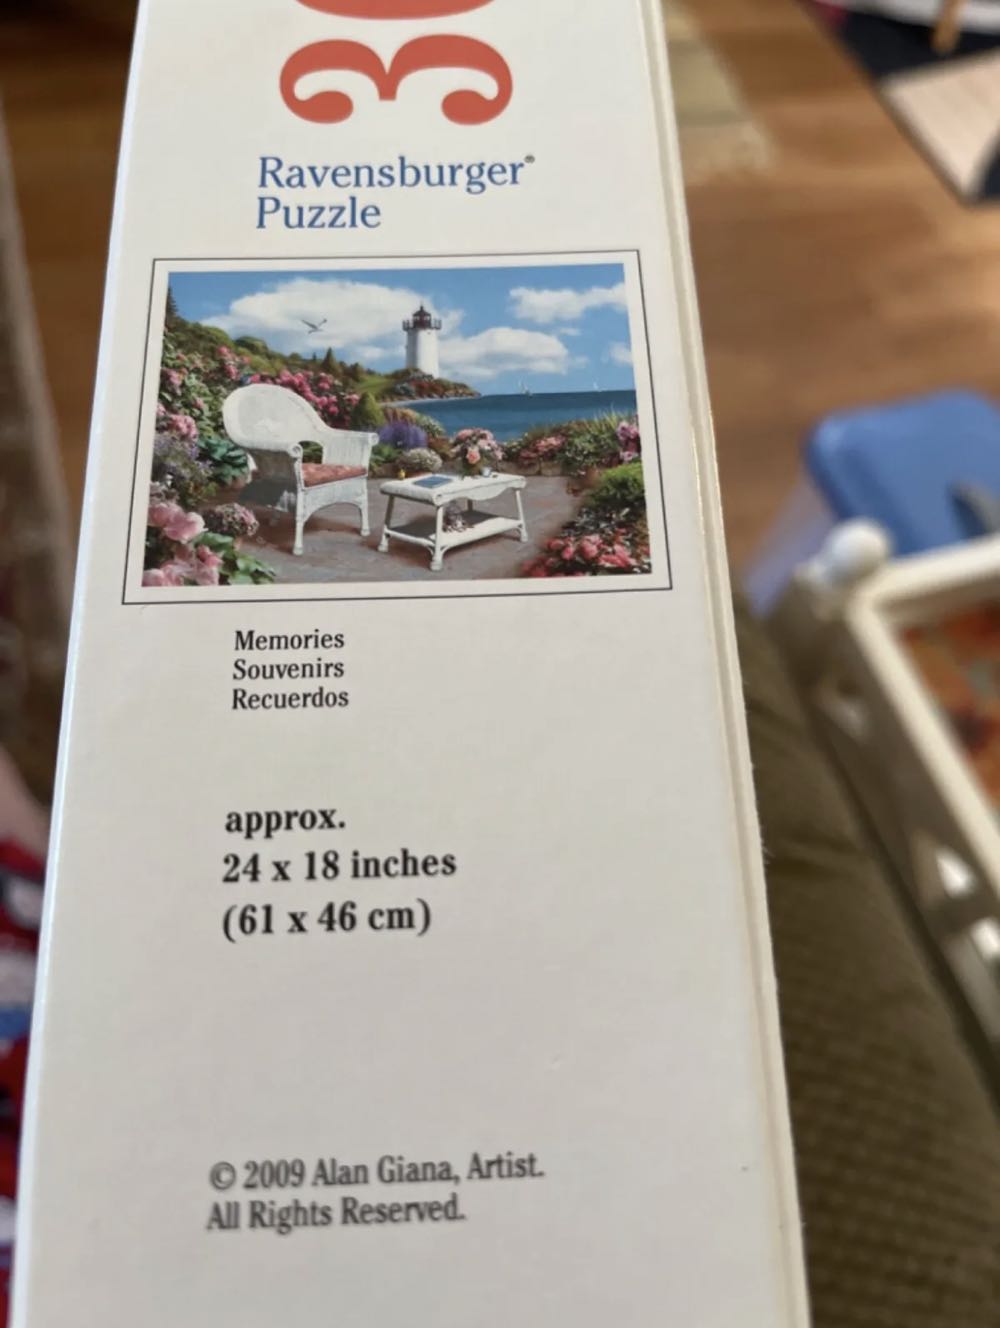 3
Ravensburger®
Puzzle
Memories
Souvenirs
Recuerdos
approx.
24 x 18 inches
(61 x 46 cm)
© 2009 Alan Giana, Artist.
All Rights Reserved.